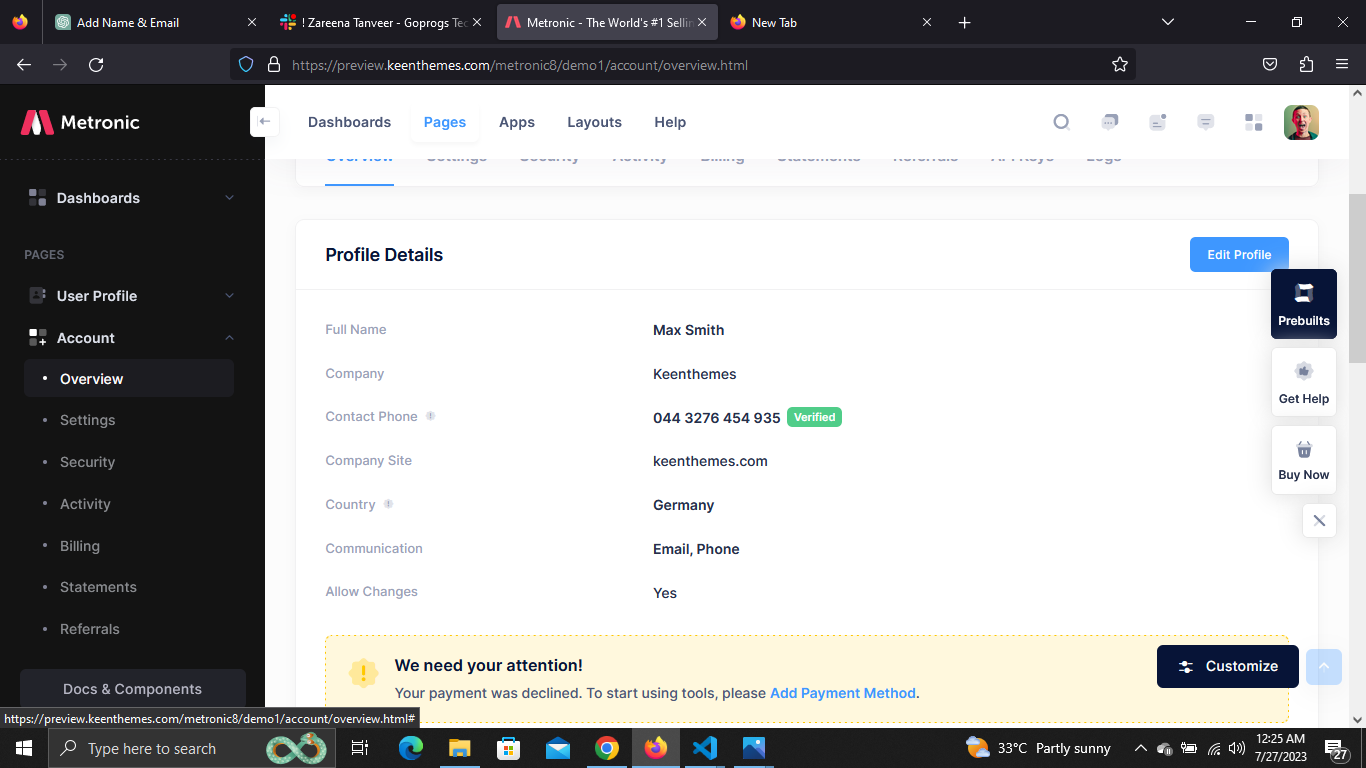 Add Name & Email
! Zareena Tanveer - Goprogs Tec
Metronic - The World's #1 Sellin
New Tab
https://preview.keenthemes.com/metronic8/demo1/account/overview.html
Metronic
Dashboards Pages Apps Layouts Help
Overview Settings Security Activity Billing Statements Referrals API Keys Logs
Dashboards
PAGES
User Profile
Account
Overview
Settings
Security
Activity
Billing
Statements
Referrals
Docs & Components
Profile Details
Edit Profile
Full Name Max Smith
Company Keenthemes
Contact Phone 044 3276 454 935 Verified
Company Site keenthemes.com
Country Germany
Communication Email, Phone
Allow Changes Yes
We need your attention!
Your payment was declined. To start using tools, please Add Payment Method.
Prebuilts
Get Help
Buy Now
Customize
https://preview.keenthemes.com/metronic8/demo1/account/overview.html#
Type here to search
33°C Partly sunny
12:25 AM
7/27/2023
27